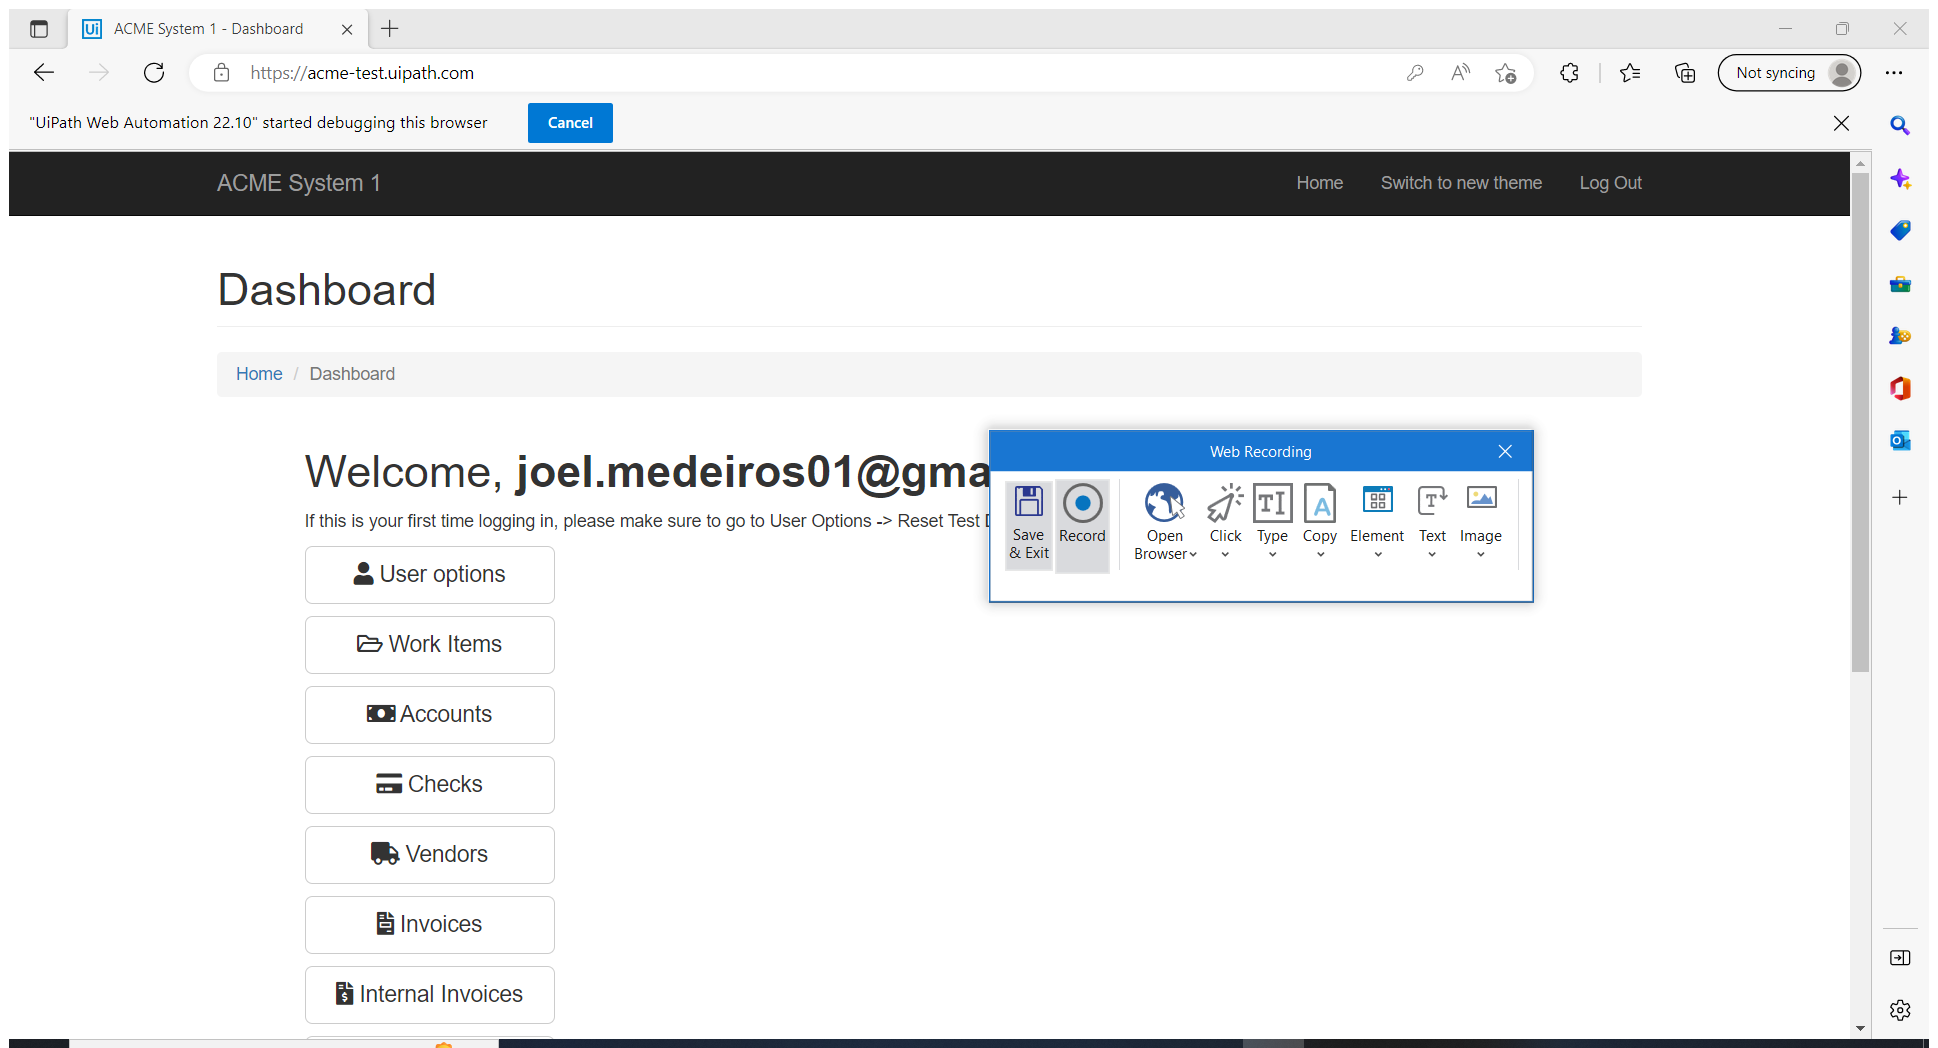 ACME System 1 - Dashboard
https://acme-test.uipath.com
Not syncing
"UiPath Web Automation 22.10" started debugging this browser
Cancel
ACME System 1
Home
Switch to new theme
Log Out
Dashboard
Home / Dashboard
Welcome, joel.medeiros01@gma
If this is your first time logging in, please make sure to go to User Options -> Reset Test D
Web Recording
Save
& Exit
Record
Open
Browser
Click
Type
Copy
Element
Text
Image
User options
Work Items
Accounts
Checks
Vendors
Invoices
Internal Invoices